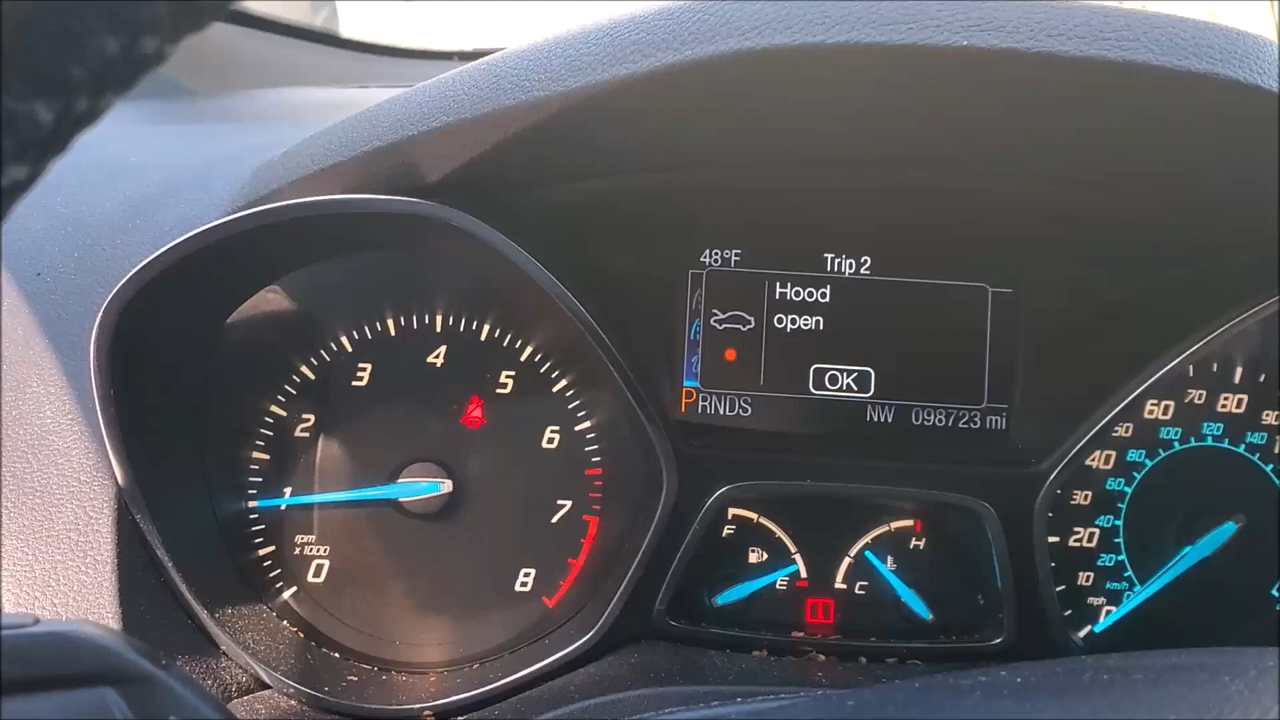 48°F Trip 2
Hood
open
OK
PRNDS NW 098723 mi
0 1 2 3 4 5 6 7 8
rpm
x 1000
F
E
H
C
0 10 20 30 40 50 60 70 80 90
mph
0 20 40 60 80 100 120 140
km/h